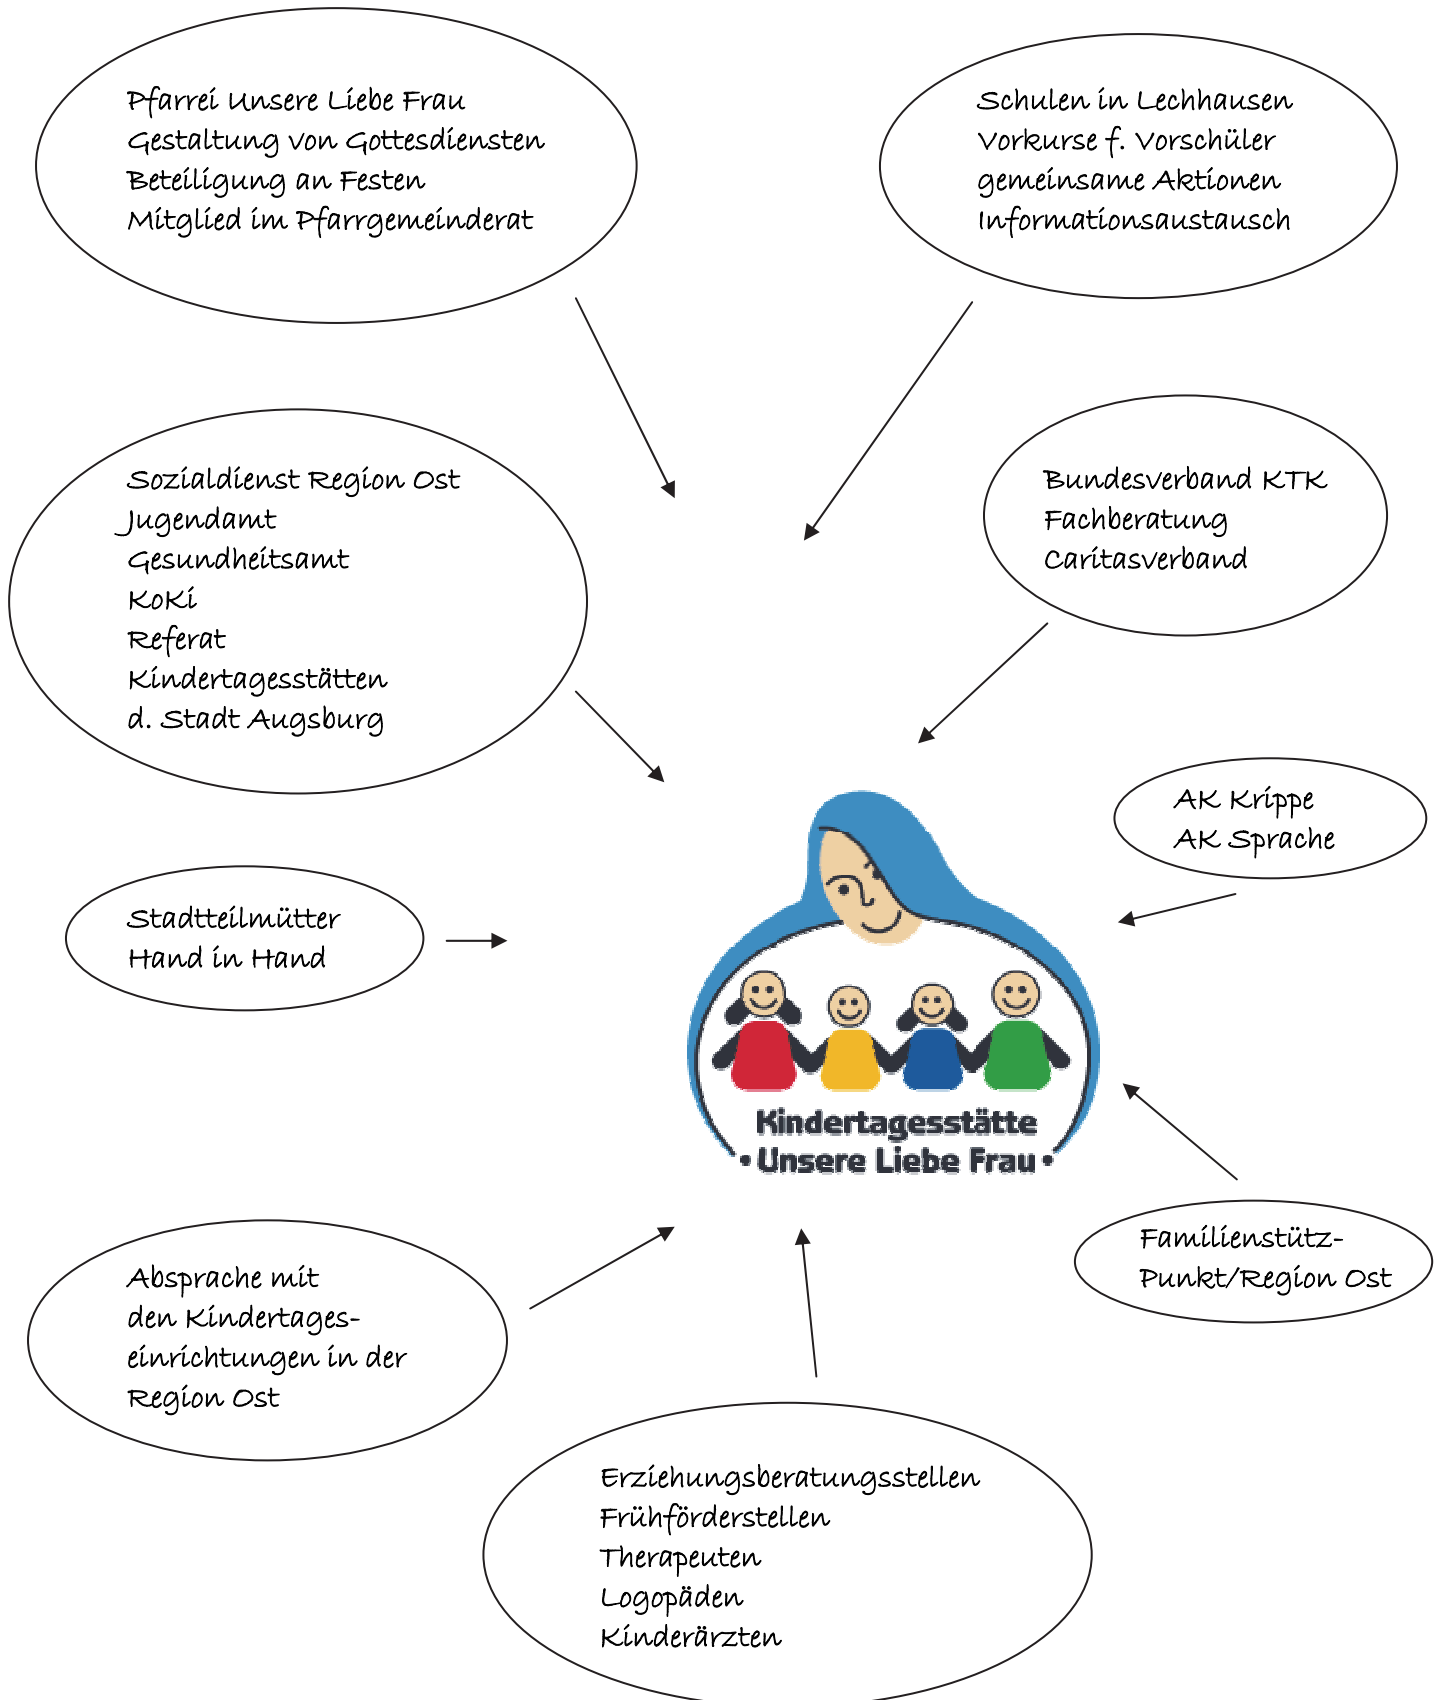 Pfarrei Unsere Liebe Frau
Gestaltung von Gottesdiensten
Beteiligung an Festen
Mitglied im Pfarrgemeinderat
Schulen in Lechhausen
Vorkurse f. Vorschüler
gemeinsame Aktionen
Informationsaustausch
Sozialdienst Region Ost
Jugendamt
Gesundheitsamt
KoKi
Referat
Kindertagesstätten
d. Stadt Augsburg
Bundesverband KTK
Fachberatung
Caritasverband
AK Krippe
AK Sprache
Stadtteilmütter
Hand in Hand
Kindertagesstätte
• Unsere Liebe Frau •
Familienstütz-
Punkt/Region Ost
Absprache mit
den Kindertages-
einrichtungen in der
Region Ost
Erziehungsberatungsstellen
Frühförderstellen
Therapeuten
Logopäden
Kinderärzten